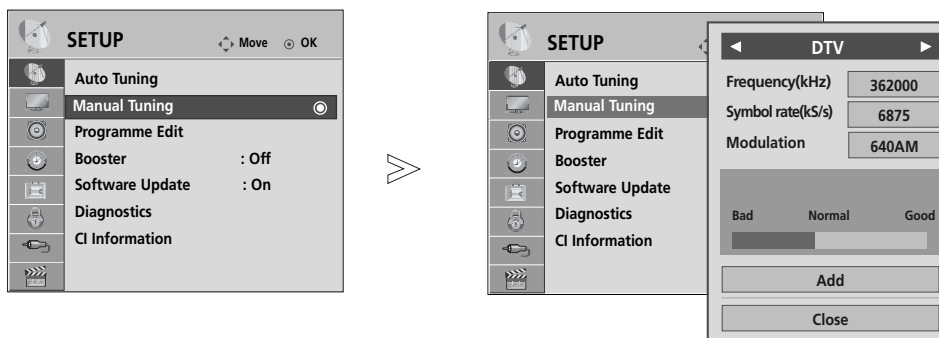 SETUP Move OK
Auto Tuning
Manual Tuning
Programme Edit
Booster : Off
Software Update : On
Diagnostics
CI Information
SETUP
Auto Tuning
Manual Tuning
Programme Edit
Booster
Software Update
Diagnostics
CI Information
DTV
Frequency(kHz) 362000
Symbol rate(kS/s) 6875
Modulation 640AM
Bad Normal Good
Add
Close